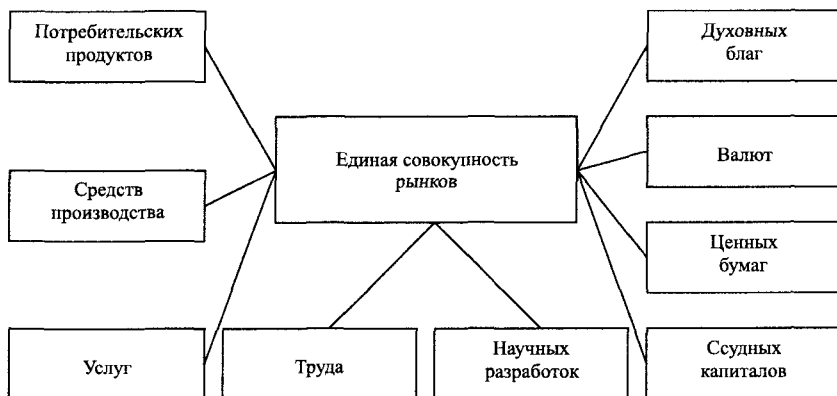 Потребительских
продуктов
Духовных
благ
Единая совокупность
рынков
Валют
Средств
производства
Ценных
бумаг
Услуг
Труда
Научных
разработок
Ссудных
капиталов